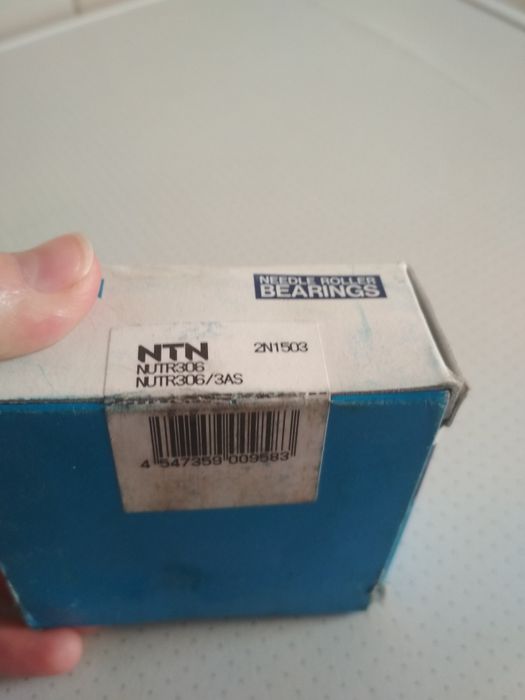 NEEDLE ROLLER
BEARINGS
NTN 2N1503
NUTR306
NUTR306/3AS
4 547359 009583